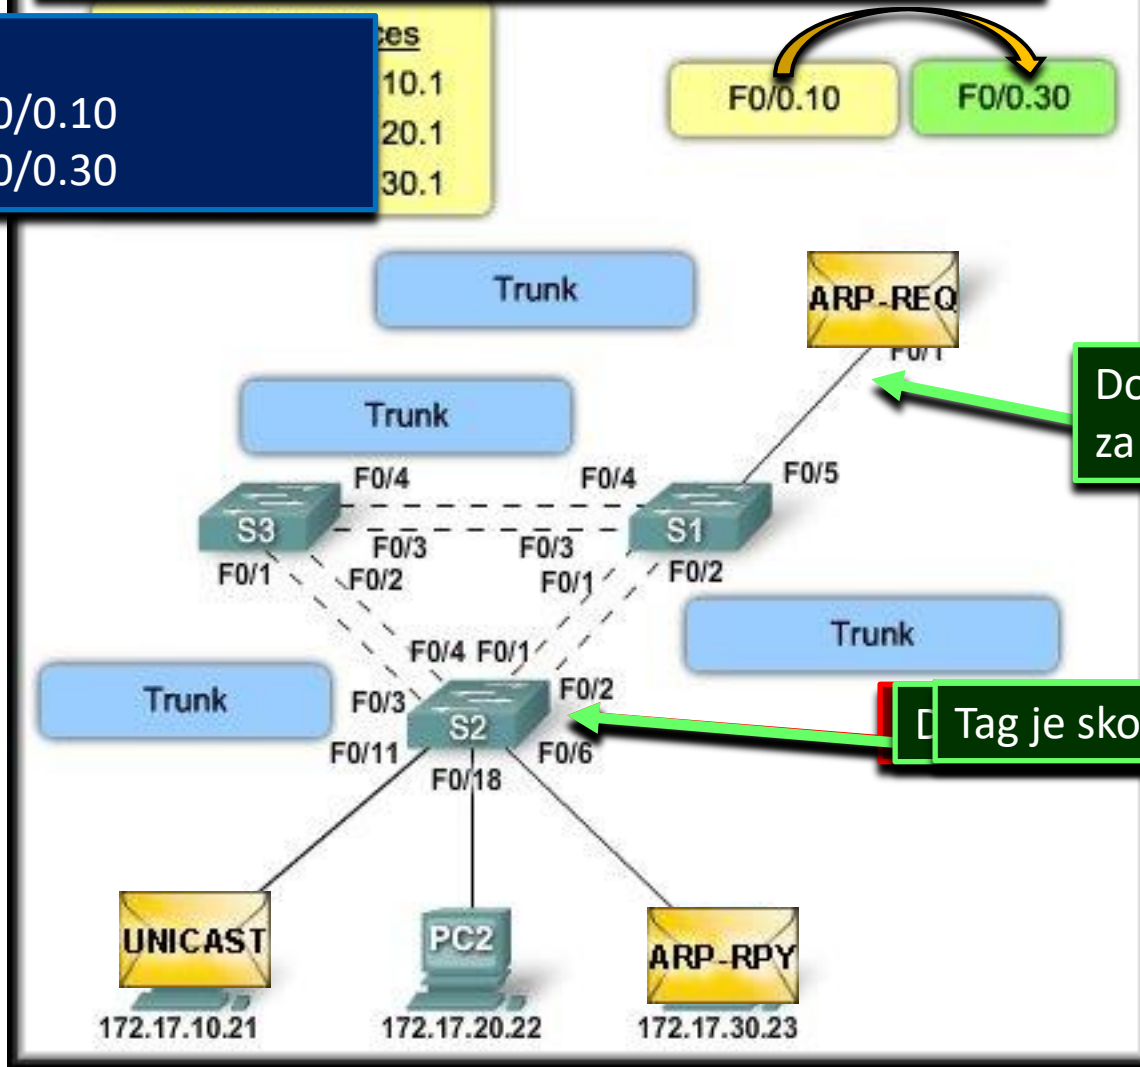 ces
10.1
0/0.10
20.1
0/0.30
30.1
F0/0.10
F0/0.30
Trunk
ARP-REQ
F0/1
Trunk
Do
za
F0/4
F0/4
F0/5
S3
S1
F0/3
F0/3
F0/1
F0/2
F0/1
F0/2
Trunk
F0/4 F0/1
Trunk
F0/3
F0/2
S2
D
Tag je sko
F0/11
F0/6
F0/18
UNICAST
PC2
ARP-RPY
172.17.10.21
172.17.20.22
172.17.30.23